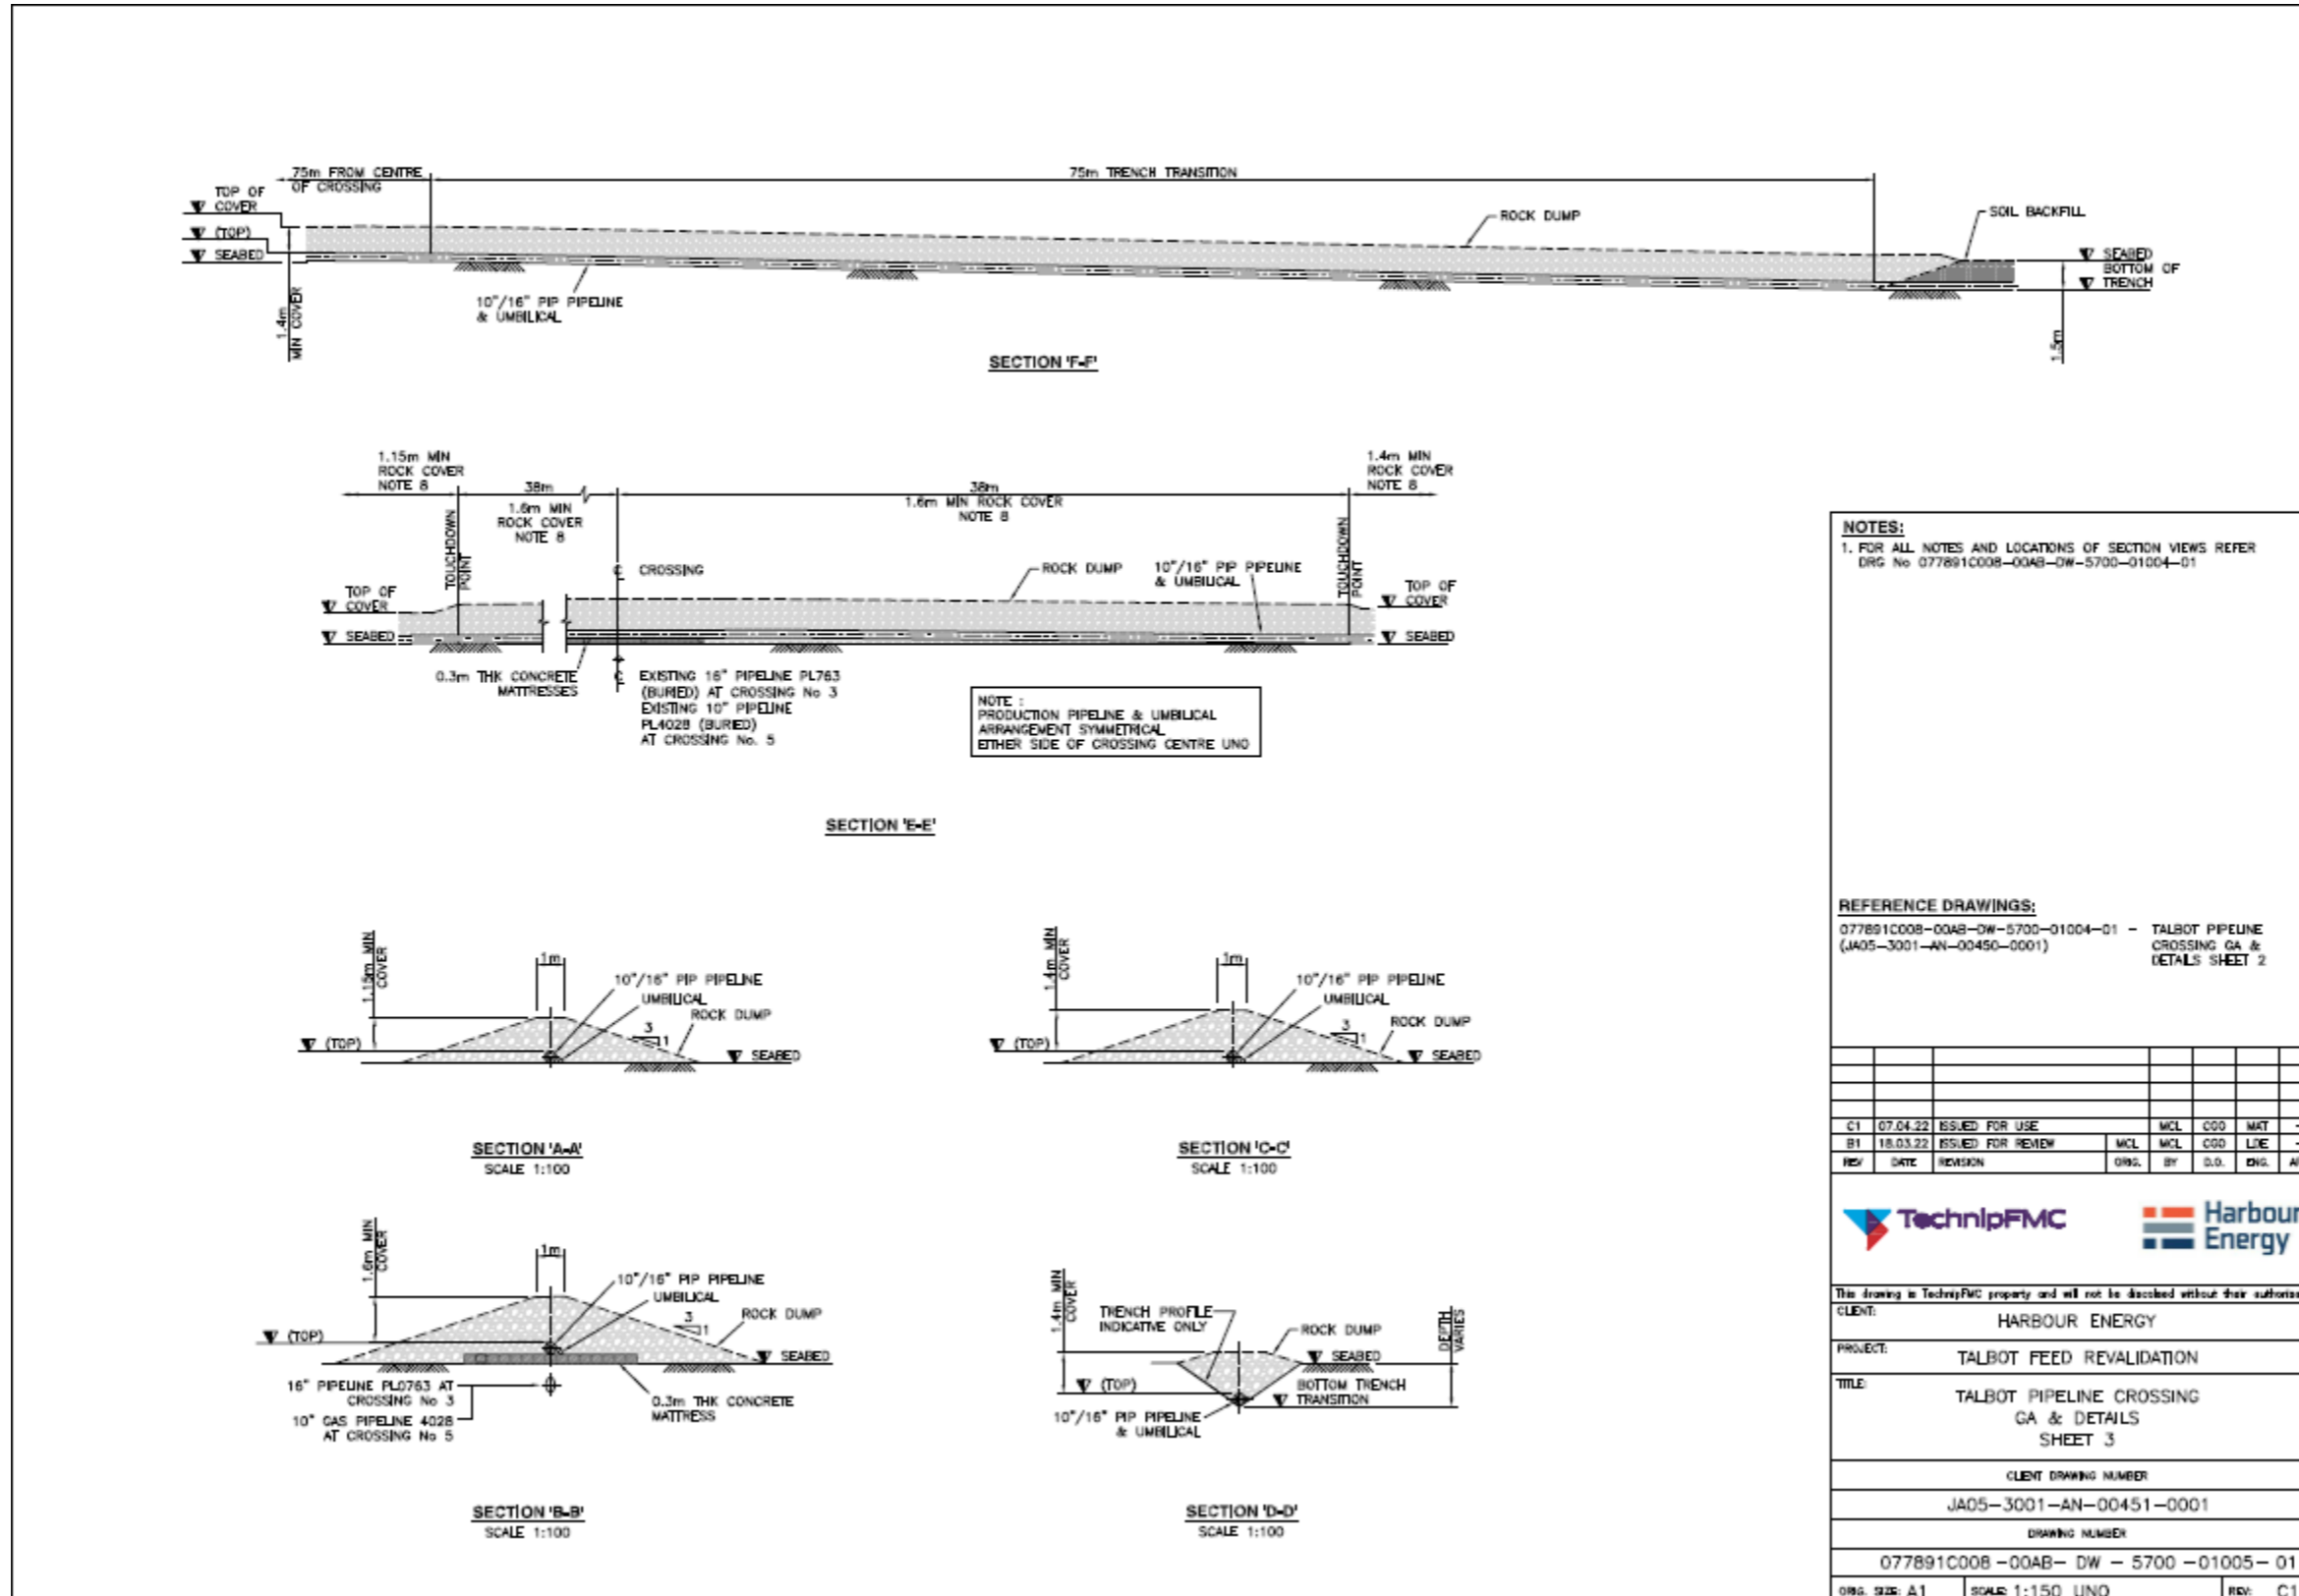 75m FROM CENTRE
OF CROSSING
75m TRENCH TRANSITION
TOP OF
COVER
(TOP)
SEABED
1.4m
MIN COVER
10"/16" PIP PIPELINE
& UMBILICAL
ROCK DUMP
SOIL BACKFILL
SEABED
BOTTOM OF
TRENCH
1.5m
SECTION 'F-F'
1.15m MIN
ROCK COVER
NOTE 8
38m
1.6m MIN
ROCK COVER
NOTE 8
38m
1.6m MIN ROCK COVER
NOTE 8
1.4m MIN
ROCK COVER
NOTE 8
TOUCHDOWN
POINT
CROSSING
ROCK DUMP
10"/16" PIP PIPELINE
& UMBILICAL
TOUCHDOWN
POINT
TOP OF
COVER
SEABED
TOP OF
COVER
SEABED
0.3m THK CONCRETE
MATTRESSES
EXISTING 16" PIPELINE PL763
(BURIED) AT CROSSING No 3
EXISTING 10" PIPELINE
PL4028 (BURIED)
AT CROSSING No. 5
NOTE :
PRODUCTION PIPELINE & UMBILICAL
ARRANGEMENT SYMMETRICAL
EITHER SIDE OF CROSSING CENTRE UNO
SECTION 'E-E'
1.15m MIN
COVER
1m
10"/16" PIP PIPELINE
UMBILICAL
ROCK DUMP
3
1
(TOP)
SEABED
SECTION 'A-A'
SCALE 1:100
1.4m MIN
COVER
1m
10"/16" PIP PIPELINE
UMBILICAL
ROCK DUMP
3
1
(TOP)
SEABED
SECTION 'C-C'
SCALE 1:100
1.6m MIN
COVER
1m
10"/16" PIP PIPELINE
UMBILICAL
ROCK DUMP
3
1
(TOP)
SEABED
16" PIPELINE PL0763 AT
CROSSING No 3
10" GAS PIPELINE 4028
AT CROSSING No 5
0.3m THK CONCRETE
MATTRESS
SECTION 'B-B'
SCALE 1:100
1.4m MIN
COVER
TRENCH PROFILE
INDICATIVE ONLY
ROCK DUMP
DEPTH
VARIES
SEABED
(TOP)
BOTTOM TRENCH
TRANSITION
10"/16" PIP PIPELINE
& UMBILICAL
SECTION 'D-D'
SCALE 1:100
NOTES:
1. FOR ALL NOTES AND LOCATIONS OF SECTION VIEWS REFER
DRG No 077891C008-00AB-DW-5700-01004-01
REFERENCE DRAWINGS:
077891C008-00AB-DW-5700-01004-01 - TALBOT PIPELINE
(JA05-3001-AN-00450-0001) CROSSING GA &
DETAILS SHEET 2
C1 07.04.22 ISSUED FOR USE MCL CGO MAT -
B1 18.03.22 ISSUED FOR REVIEW MCL MCL CGO LDE -
REV DATE REVISION ORIG. BY D.O. ENG.
TechnipFMC
Harbour
Energy
This drawing is TechnipFMC property and will not be disclosed without their
CLIENT:
HARBOUR ENERGY
PROJECT:
TALBOT FEED REVALIDATION
TITLE:
TALBOT PIPELINE CROSSING
GA & DETAILS
SHEET 3
CLIENT DRAWING NUMBER
JA05-3001-AN-00451-0001
DRAWING NUMBER
077891C008 -00AB- DW - 5700 -01005- 01
ORIG. SIZE: A1 SCALE: 1:150 UNO REV: C1